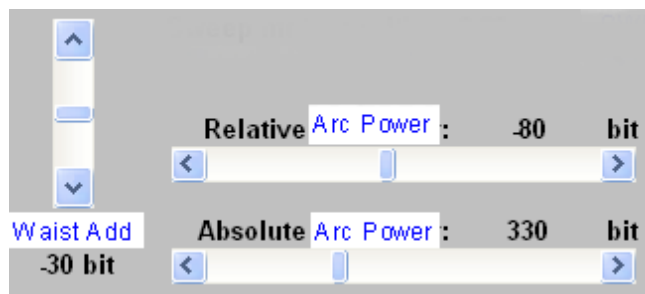 Relative Arc Power : -80 bit
Waist Add
Absolute Arc Power : 330 bit
-30 bit